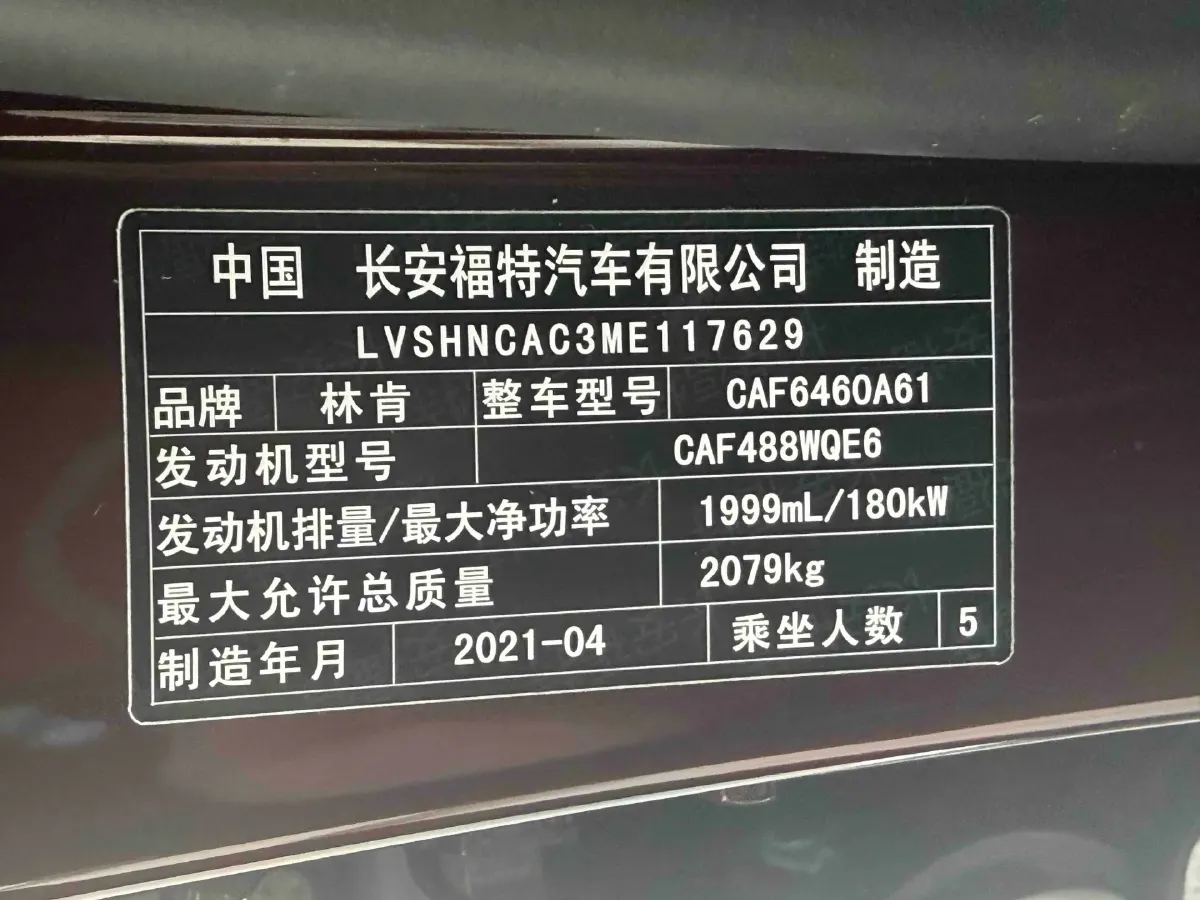 中国 长安福特汽车有限公司 制造
LVSHNCAC3ME117629
品牌 林肯 整车型号 CAF6460A61
发动机型号 CAF488WQE6
发动机排量/最大净功率 1999mL/180kW
最大允许总质量 2079kg
制造年月 2021-04 乘坐人数 5